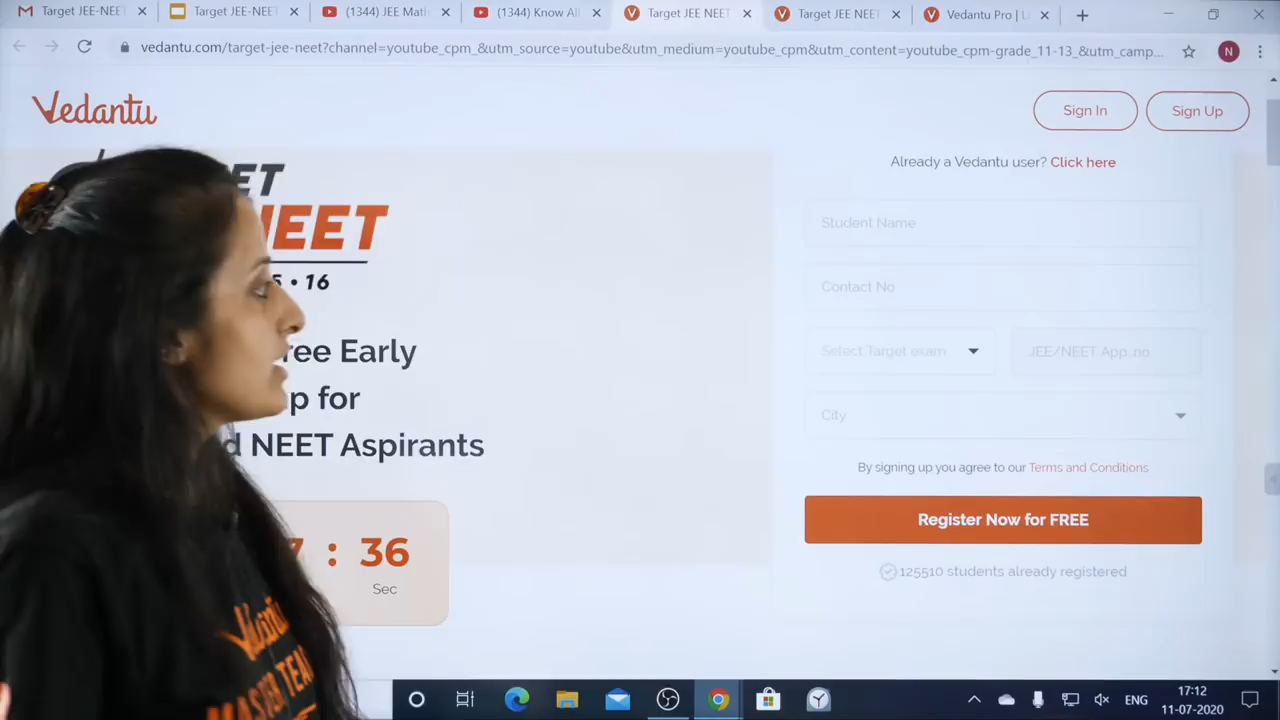 Target JEE-NEET
Target JEE-NEE
(1344) JEE Math
(1344) Know All
Target JEE NEET
Target JEE NEET
Vedantu Pro | L
vedantu.com/target-jee-neet?channel=youtube_cpm_&utm_source=youtube&utm_medium=youtube_cpm&utm_content=youtube_cpm-grade_11-13_&utm_camp...
N
Vedantu
Sign In
Sign Up
Already a Vedantu user? Click here
Student Name
Contact No
Select Target exam
JEE/NEET App. no
City
By signing up you agree to our Terms and Conditions
Register Now for FREE
125510 students already registered
NEET
• 16
Early
for
NEET Aspirants
: 36
Sec
Vedantu
MASTER TEACHER
ENG
17:12
11-07-2020